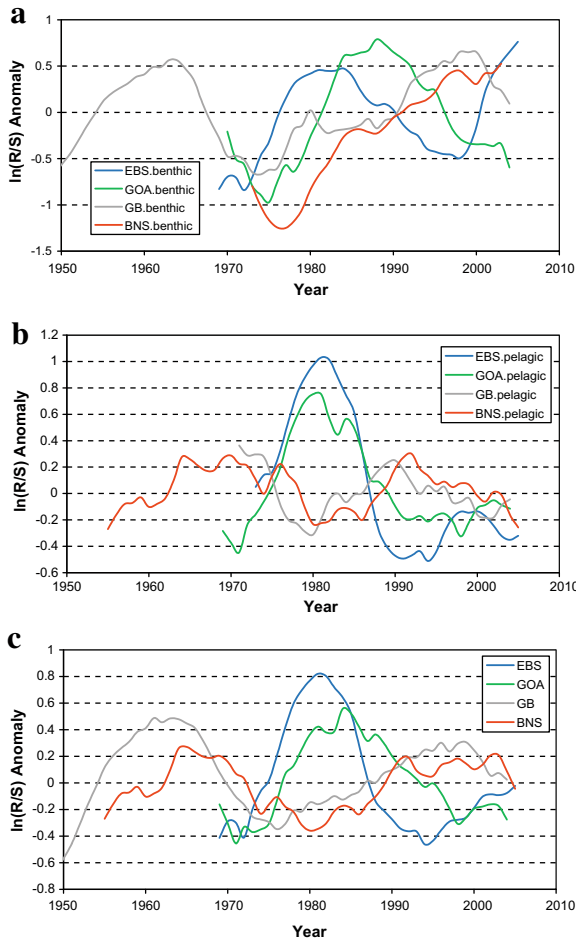 a
1
0.5
0
-0.5
-1
-1.5
ln(R/S) Anomaly
EBS.benthic
GOA.benthic
GB.benthic
BNS.benthic
1950 1960 1970 1980 1990 2000 2010
Year
b
1.2
1
0.8
0.6
0.4
0.2
0
-0.2
-0.4
-0.6
ln(R/S) Anomaly
EBS.pelagic
GOA.pelagic
GB.pelagic
BNS.pelagic
1950 1960 1970 1980 1990 2000 2010
Year
c
1
0.8
0.6
0.4
0.2
0
-0.2
-0.4
-0.6
-0.8
ln(R/S) Anomaly
EBS
GOA
GB
BNS
1950 1960 1970 1980 1990 2000 2010
Year